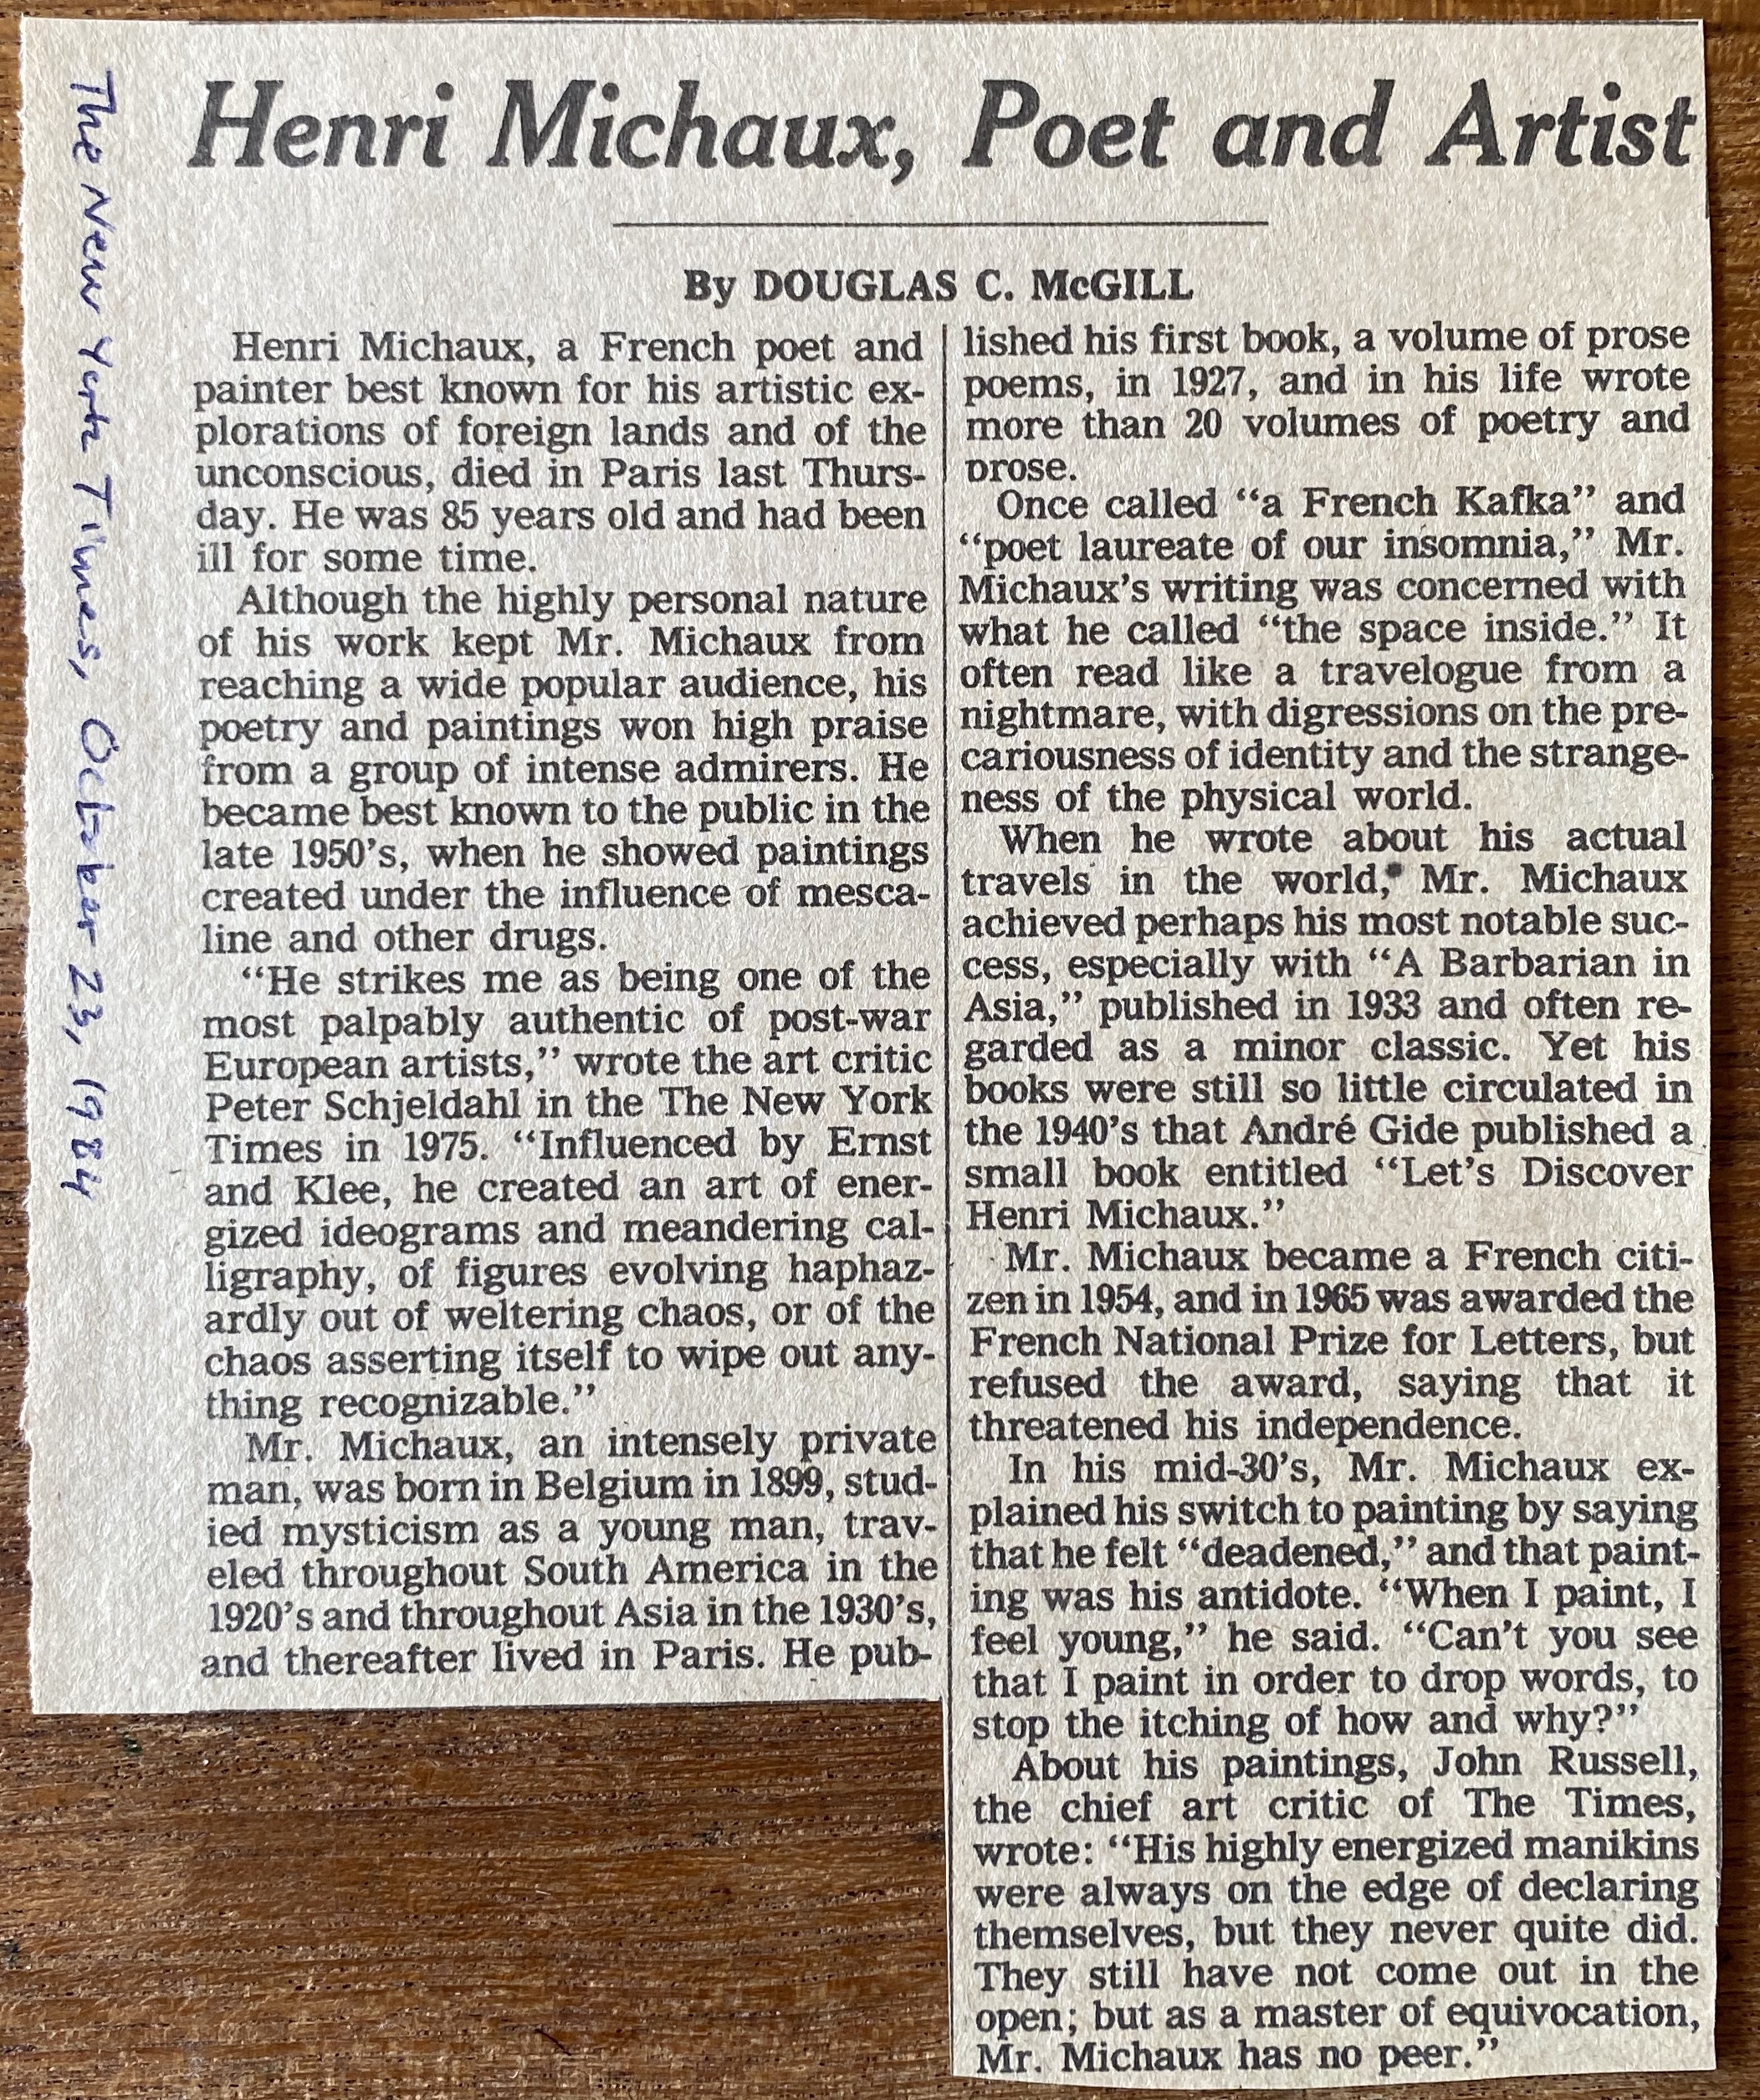 The New York Times, October 23, 1984
Henri Michaux, Poet and Artist
By DOUGLAS C. McGILL
Henri Michaux, a French poet and
painter best known for his artistic ex-
plorations of foreign lands and of the
unconscious, died in Paris last Thurs-
day. He was 85 years old and had been
ill for some time.
Although the highly personal nature
of his work kept Mr. Michaux from
reaching a wide popular audience, his
poetry and paintings won high praise
from a group of intense admirers. He
became best known to the public in the
late 1950's, when he showed paintings
created under the influence of mesca-
line and other drugs.
“He strikes me as being one of the
most palpably authentic of post-war
European artists,” wrote the art critic
Peter Schjeldahl in the The New York
Times in 1975. “Influenced by Ernst
and Klee, he created an art of ener-
gized ideograms and meandering cal-
ligraphy, of figures evolving haphaz-
ardly out of weltering chaos, or of the
chaos asserting itself to wipe out any-
thing recognizable.”
Mr. Michaux, an intensely private
man, was born in Belgium in 1899, stud-
ied mysticism as a young man, trav-
eled throughout South America in the
1920's and throughout Asia in the 1930's,
and thereafter lived in Paris. He pub-
lished his first book, a volume of prose
poems, in 1927, and in his life wrote
more than 20 volumes of poetry and
prose.
Once called “a French Kafka” and
“poet laureate of our insomnia,” Mr.
Michaux's writing was concerned with
what he called “the space inside.” It
often read like a travelogue from a
nightmare, with digressions on the pre-
cariousness of identity and the strange-
ness of the physical world.
When he wrote about his actual
travels in the world, Mr. Michaux
achieved perhaps his most notable suc-
cess, especially with “A Barbarian in
Asia,” published in 1933 and often re-
garded as a minor classic. Yet his
books were still so little circulated in
the 1940's that André Gide published a
small book entitled “Let's Discover
Henri Michaux.”
Mr. Michaux became a French citi-
zen in 1954, and in 1965 was awarded the
French National Prize for Letters, but
refused the award, saying that it
threatened his independence.
In his mid-30's, Mr. Michaux ex-
plained his switch to painting by saying
that he felt “deadened,” and that paint-
ing was his antidote. “When I paint, I
feel young,” he said. “Can't you see
that I paint in order to drop words, to
stop the itching of how and why?”
About his paintings, John Russell,
the chief art critic of The Times,
wrote: “His highly energized manikins
were always on the edge of declaring
themselves, but they never quite did.
They still have not come out in the
open; but as a master of equivocation,
Mr. Michaux has no peer.”